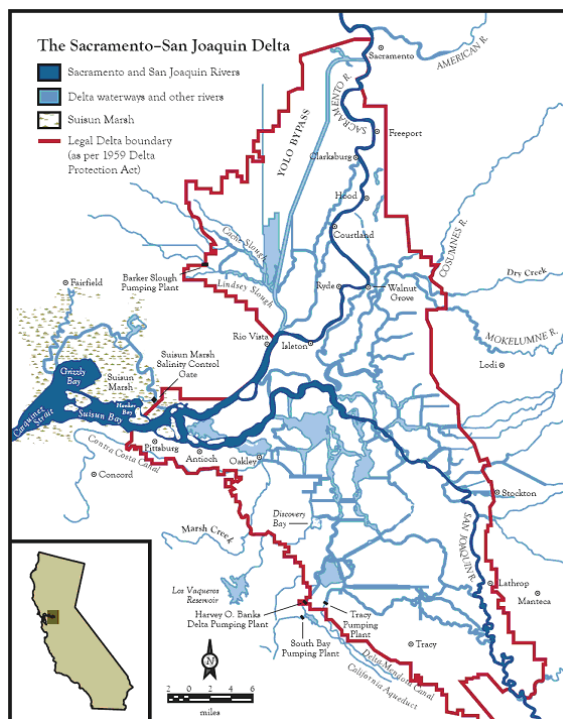 The Sacramento–San Joaquin Delta
Sacramento and San Joaquin Rivers
Delta waterways and other rivers
Suisun Marsh
Legal Delta boundary
(as per 1959 Delta
Protection Act)
Sacramento
AMERICAN R.
SACRAMENTO R.
Freeport
YOLO BYPASS
Clarksburg
Hood
Courtland
COSUMNES R.
Cache Slough
Barker Slough
Pumping Plant
Lindsey Slough
Dry Creek
Fairfield
Ryde
Walnut
Grove
MOKELUMNE R.
Rio Vista
Isleton
Lodi
Suisun Marsh
Salinity Control
Gate
Grizzly
Bay
Suisun
Marsh
Honker
Bay
Suisun Bay
Carquinez
Strait
Pittsburg
Antioch
Oakley
Contra Costa Canal
Concord
Stockton
Discovery
Bay
SAN JOAQUIN R.
Marsh Creek
Los Vaqueros
Reservoir
Lathrop
Manteca
Harvey O. Banks
Delta Pumping Plant
Tracy
Pumping
Plant
South Bay
Pumping Plant
Tracy
Delta Mendota Canal
California Aqueduct
N
2 0 2 4 6
miles